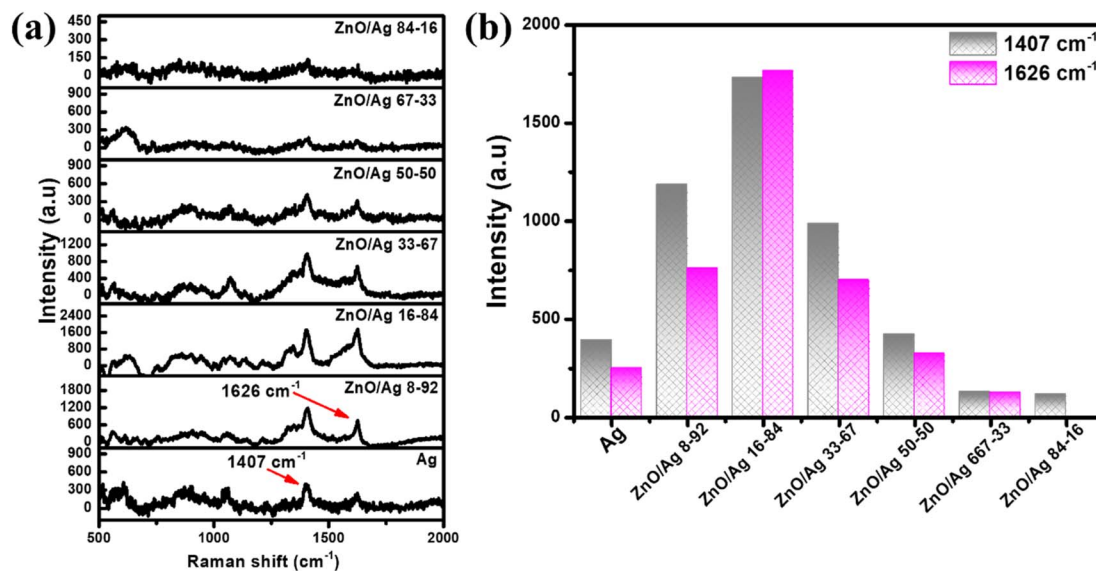 (a)
Intensity (a.u)
450
300
150
0
ZnO/Ag 84-16
900
600
300
0
ZnO/Ag 67-33
900
600
300
0
ZnO/Ag 50-50
1200
800
400
0
ZnO/Ag 33-67
2400
1600
800
0
ZnO/Ag 16-84
1800
1200
600
0
ZnO/Ag 8-92
1626 cm⁻¹
900
600
300
0
Ag
1407 cm⁻¹
500 1000 1500 2000
Raman shift (cm⁻¹)
(b)
Intensity (a.u)
2000
1500
1000
500
0
1407 cm⁻¹
1626 cm⁻¹
Ag
ZnO/Ag 8-92
ZnO/Ag 16-84
ZnO/Ag 33-67
ZnO/Ag 50-50
ZnO/Ag 667-33
ZnO/Ag 84-16